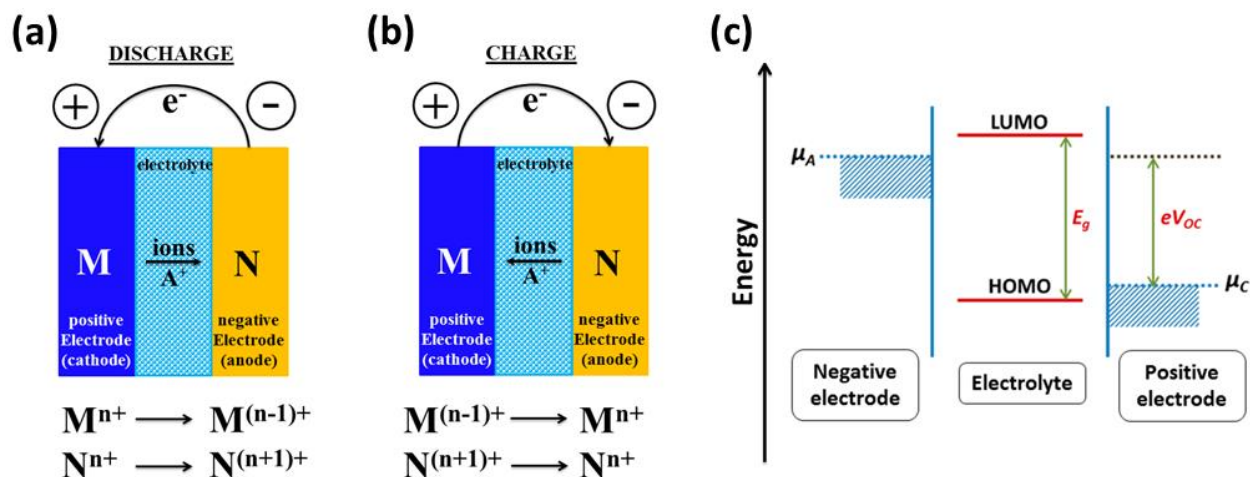 (a)
DISCHARGE
+
e-
-
electrolyte
M
ions
A+
N
positive
Electrode
(cathode)
negative
Electrode
(anode)
Mn+ → M(n-1)+
Nn+ → N(n+1)+
(b)
CHARGE
+
e-
-
electrolyte
M
ions
A+
N
positive
Electrode
(cathode)
negative
Electrode
(anode)
M(n-1)+ → Mn+
N(n+1)+ → Nn+
(c)
Energy
LUMO
μA
Eg
eVOC
HOMO
μC
Negative
electrode
Electrolyte
Positive
electrode